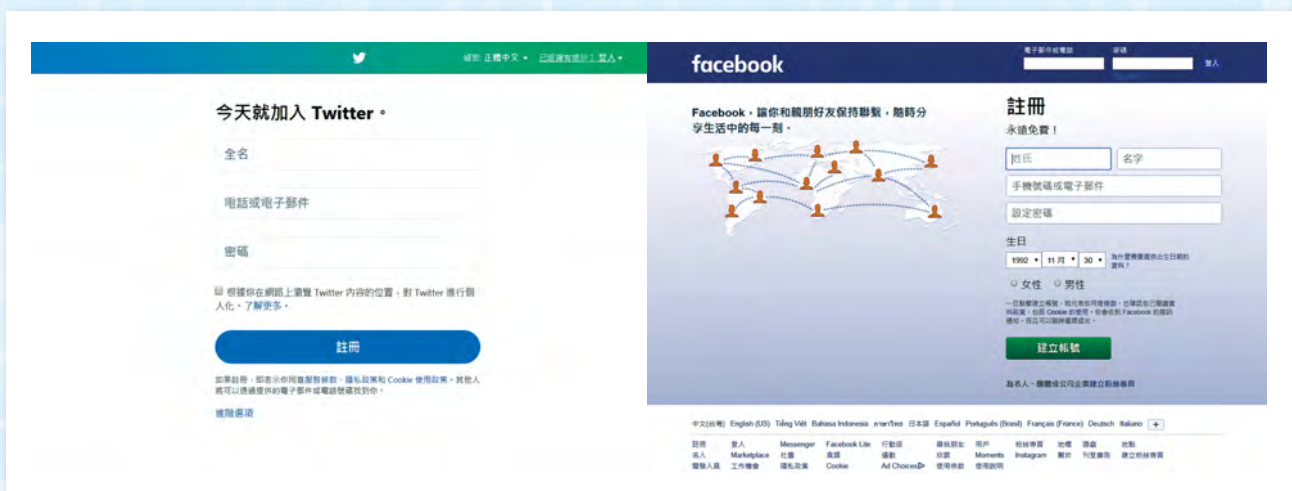 語言: 正體中文
已經擁有帳戶? 登入
今天就加入 Twitter。
全名
電話或電子郵件
密碼
根據你在網路上瀏覽 Twitter 內容的位置,對 Twitter 進行個
人化。了解更多。
註冊
如果註冊,即表示你同意服務條款、隱私政策和 Cookie 使用政策。其他人
將可以透過提供的電子郵件或電話號碼找到你。
進階選項
facebook
電子郵件或電話 密碼
登入
Facebook,讓你和親朋好友保持聯繫,隨時分
享生活中的每一刻。
註冊
永遠免費!
姓氏 名字
手機號碼或電子郵件
設定密碼
生日
1992 11月 30 為什麼需要提供出生日期的
資料?
女性 男性
建立帳號
為名人、團體或公司企業建立粉絲專頁
中文(台灣) English (US) Tiếng Việt Bahasa Indonesia ภาษาไทย 日本語 Español Português (Brasil) Français (France) Deutsch Italiano +
註冊 登入 Messenger Facebook Lite 行動版 尋找朋友 用戶 粉絲專頁 地標 遊戲 地點
名人 Marketplace 社團 食譜 運動 Moments Instagram 關於 刊登廣告 建立粉絲專頁
開發人員 工作機會 隱私政策 Cookie Ad Choices 使用條款 使用說明